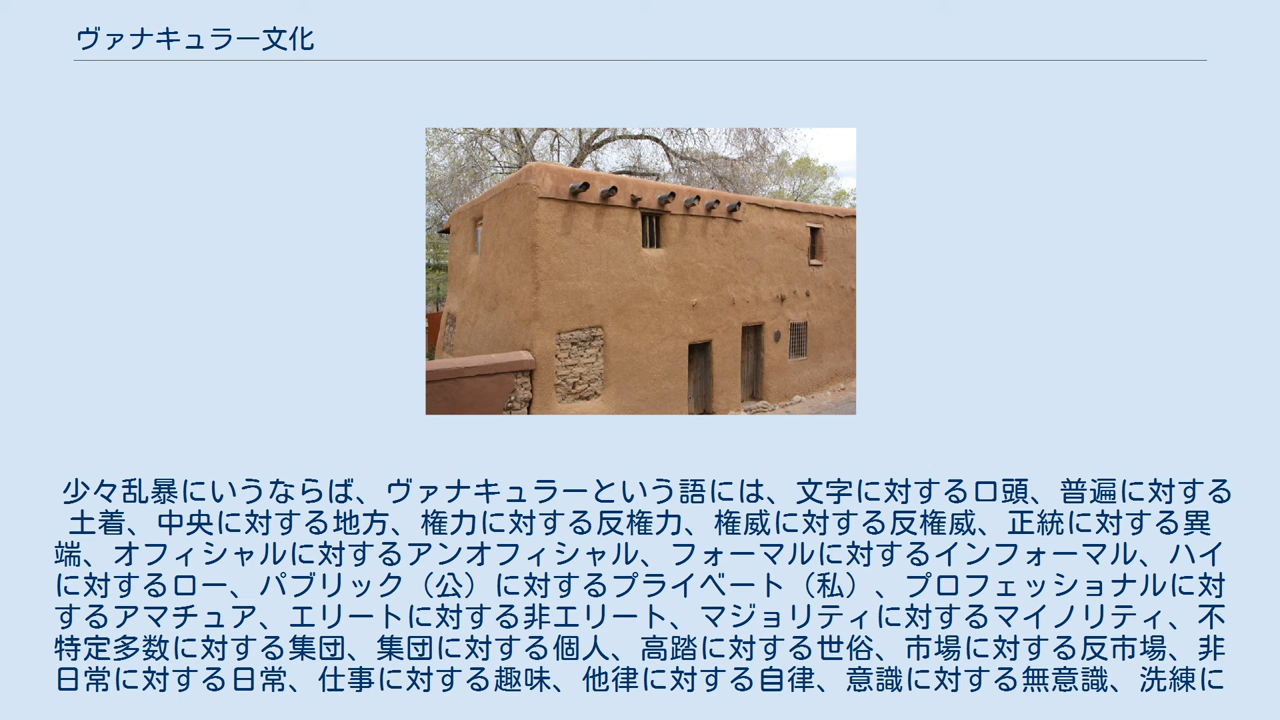 ヴァナキュラー文化
少々乱暴にいうならば、ヴァナキュラーという語には、文字に対する口頭、普遍に対する
土着、中央に対する地方、権力に対する反権力、権威に対する反権威、正統に対する異
端、オフィシャルに対するアンオフィシャル、フォーマルに対するインフォーマル、ハイ
に対するロー、パブリック（公）に対するプライベート（私）、プロフェッショナルに対
するアマチュア、エリートに対する非エリート、マジョリティに対するマイノリティ、不
特定多数に対する集団、集団に対する個人、高踏に対する世俗、市場に対する反市場、非
日常に対する日常、仕事に対する趣味、他律に対する自律、意識に対する無意識、洗練に